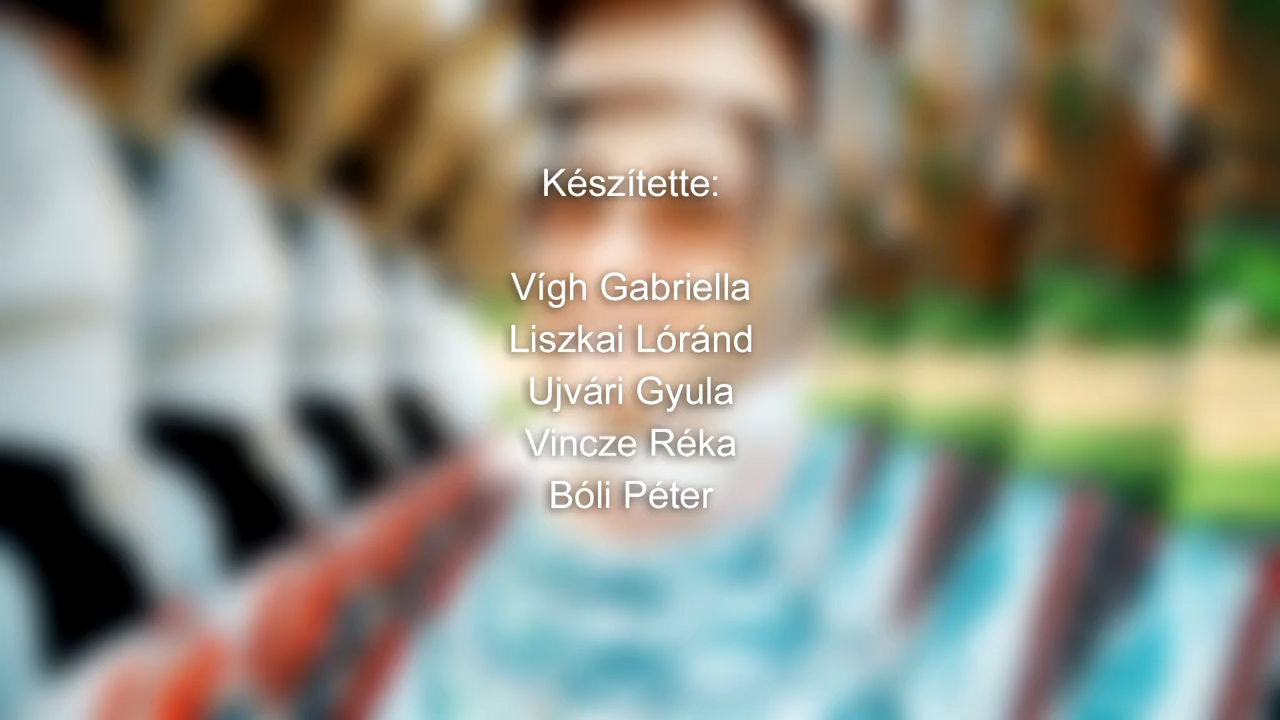 Készítette:
Vígh Gabriella
Liszkai Lóránd
Ujvári Gyula
Vincze Réka
Bóli Péter